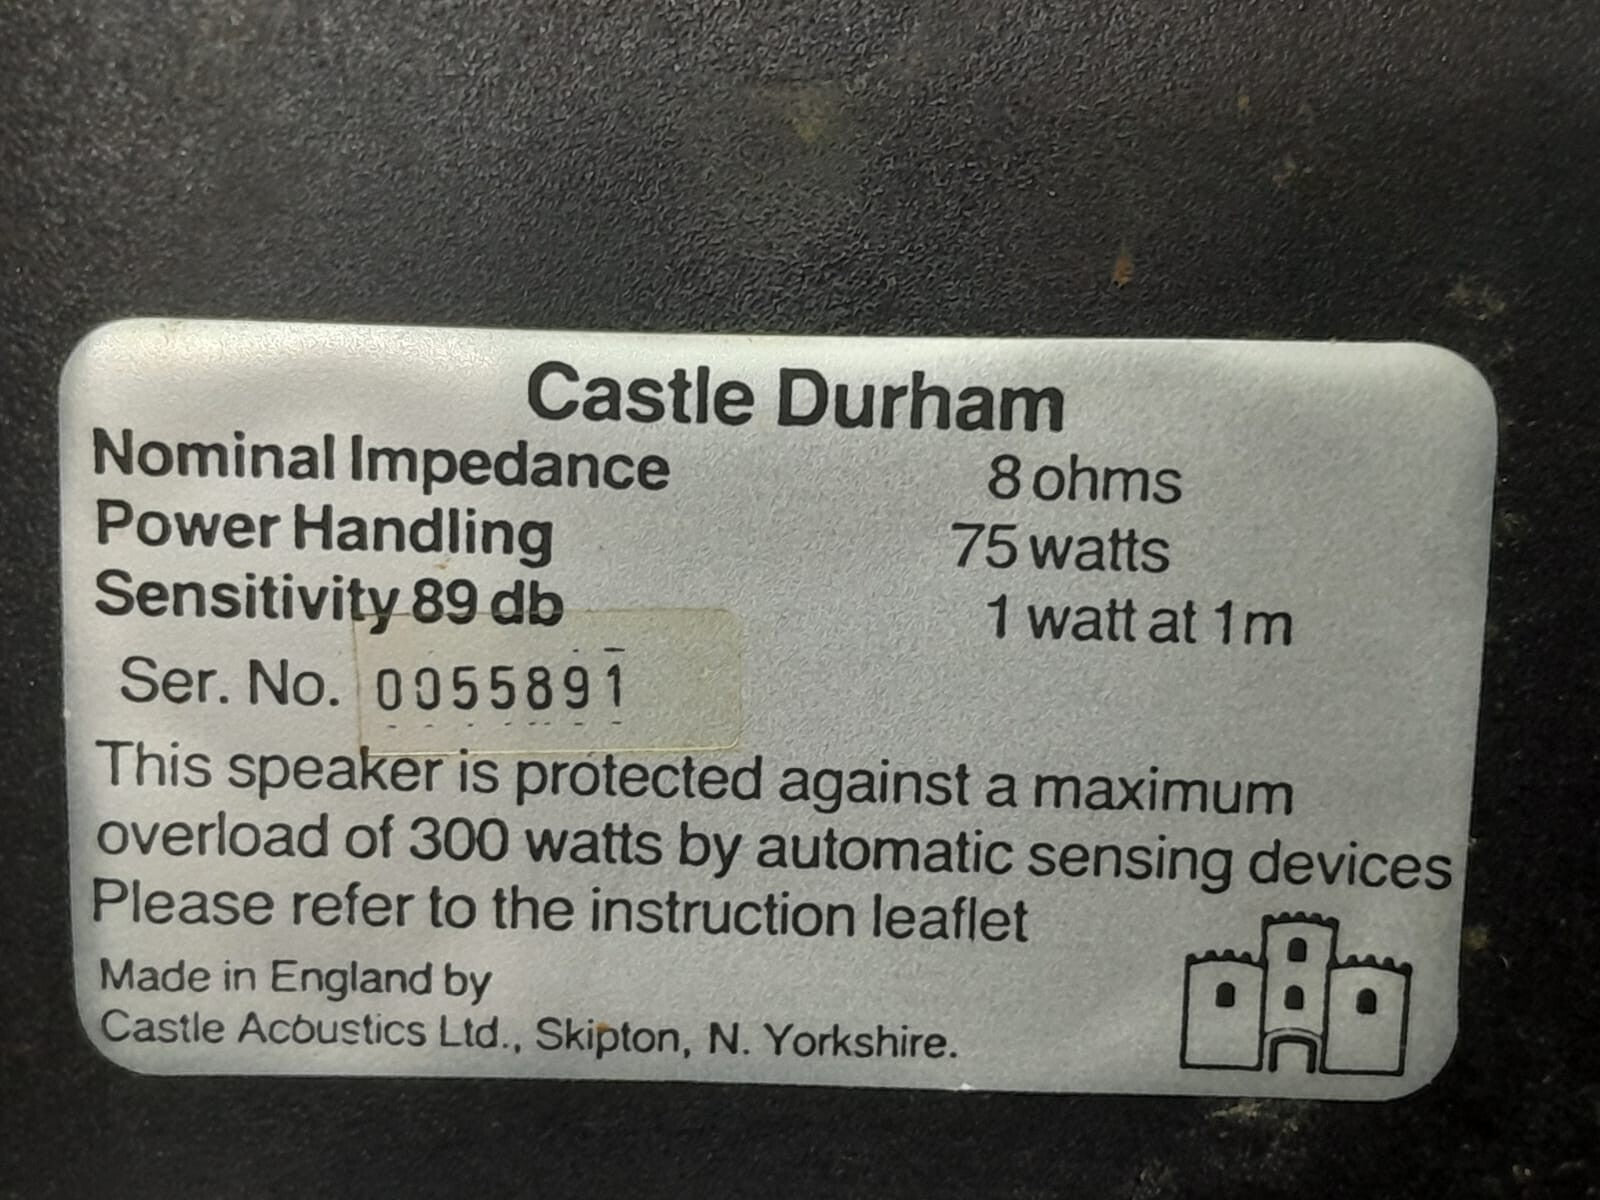 Castle Durham
Nominal Impedance 8 ohms
Power Handling 75 watts
Sensitivity 89 db 1 watt at 1m
Ser. No. 0055891
This speaker is protected against a maximum
overload of 300 watts by automatic sensing devices
Please refer to the instruction leaflet
Made in England by
Castle Acoustics Ltd., Skipton, N. Yorkshire.